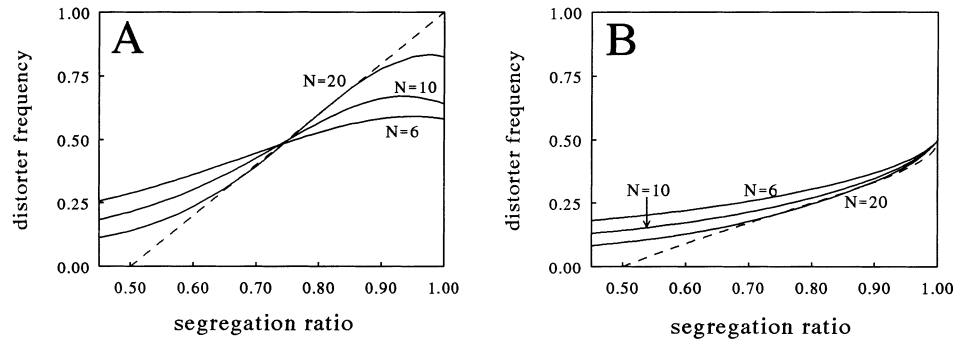 A
1.00
0.75
0.50
0.25
0.00
distorter frequency
N=20
N=10
N=6
0.50 0.60 0.70 0.80 0.90 1.00
segregation ratio
B
1.00
0.75
0.50
0.25
0.00
distorter frequency
N=10
N=6
N=20
0.50 0.60 0.70 0.80 0.90 1.00
segregation ratio